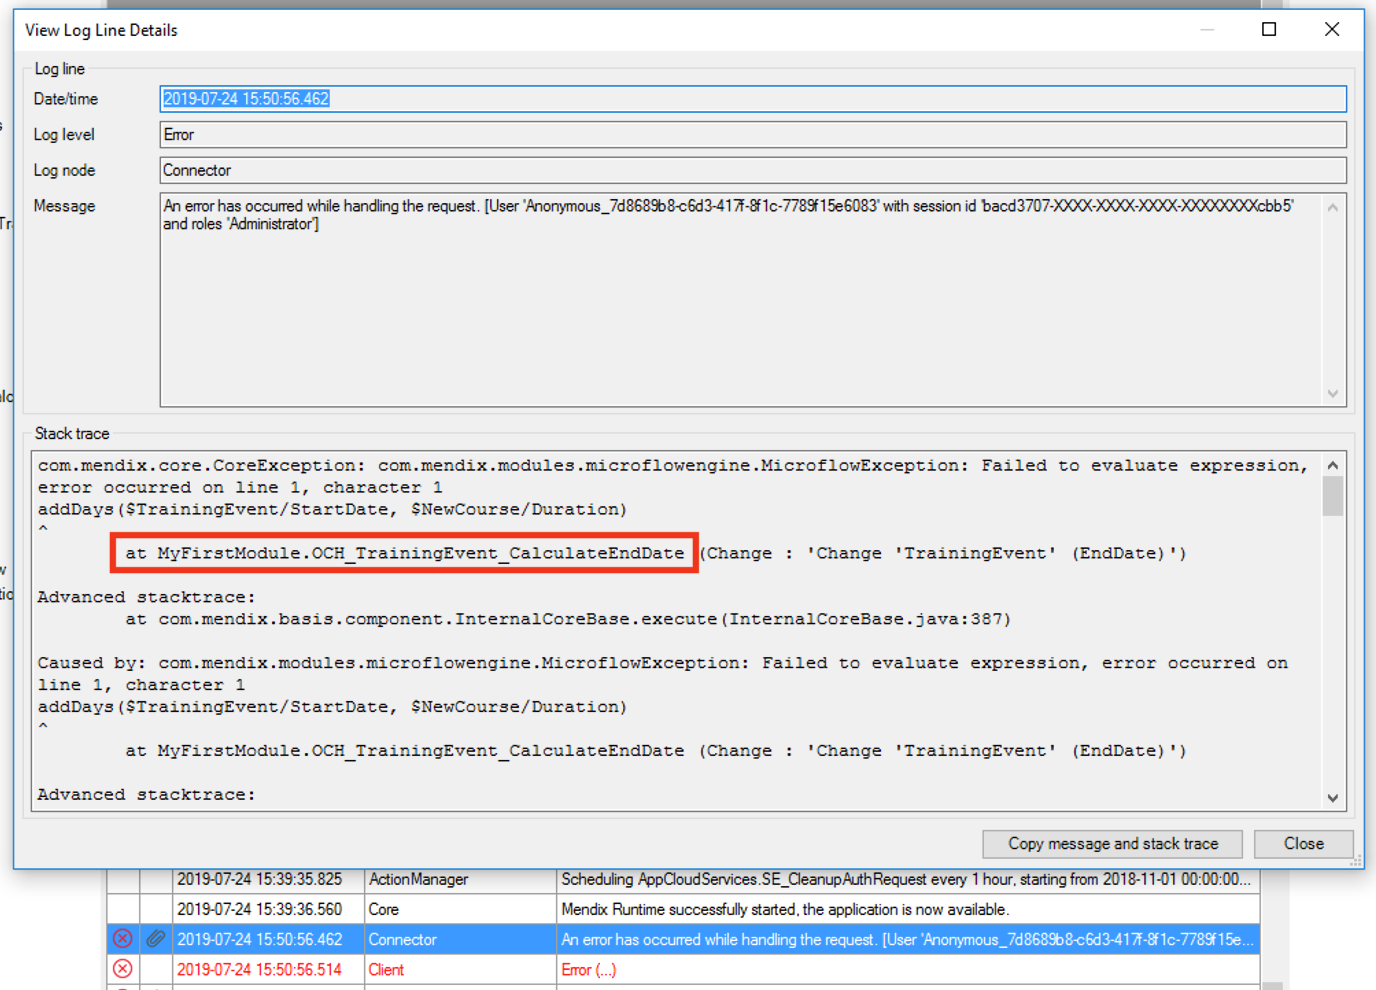 View Log Line Details
Log line
Date/time 2019-07-24 15:50:56.462
Log level Error
Log node Connector
Message An error has occurred while handling the request. [User 'Anonymous_7d8689b8-c6d3-417f-8f1c-7789f15e6083' with session id 'bacd3707-XXXX-XXXX-XXXX-XXXXXXXXcbb5'
and roles 'Administrator']
Stack trace
com.mendix.core.CoreException: com.mendix.modules.microflowengine.MicroflowException: Failed to evaluate expression,
error occurred on line 1, character 1
addDays($TrainingEvent/StartDate, $NewCourse/Duration)
^
at MyFirstModule.OCH_TrainingEvent_CalculateEndDate (Change : 'Change 'TrainingEvent' (EndDate)')
Advanced stacktrace:
at com.mendix.basis.component.InternalCoreBase.execute(InternalCoreBase.java:387)
Caused by: com.mendix.modules.microflowengine.MicroflowException: Failed to evaluate expression, error occurred on
line 1, character 1
addDays($TrainingEvent/StartDate, $NewCourse/Duration)
^
at MyFirstModule.OCH_TrainingEvent_CalculateEndDate (Change : 'Change 'TrainingEvent' (EndDate)')
Advanced stacktrace:
Copy message and stack trace Close
2019-07-24 15:39:35.825 ActionManager Scheduling AppCloudServices.SE_CleanupAuthRequest every 1 hour, starting from 2018-11-01 00:00:00...
2019-07-24 15:39:36.560 Core Mendix Runtime successfully started, the application is now available.
2019-07-24 15:50:56.462 Connector An error has occurred while handling the request. [User 'Anonymous_7d8689b8-c6d3-417f-8f1c-7789f15e...
2019-07-24 15:50:56.514 Client Error (...)